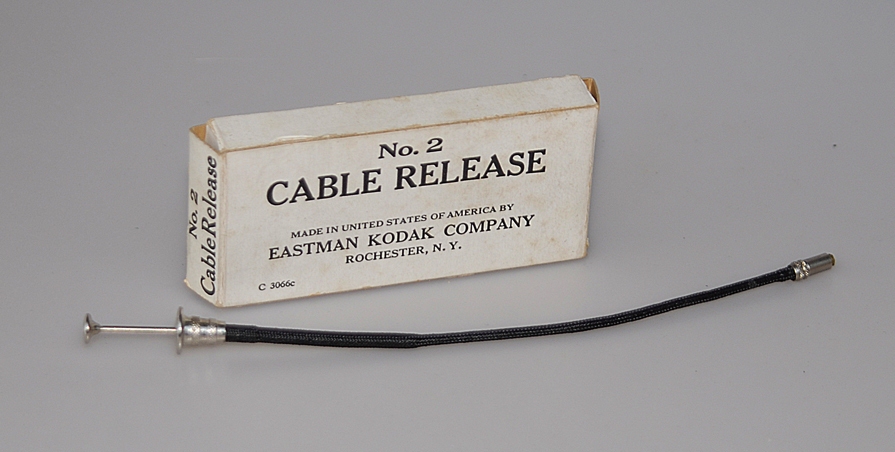 No. 2
CABLE RELEASE
MADE IN UNITED STATES OF AMERICA BY
EASTMAN KODAK COMPANY
ROCHESTER, N. Y.
C 3066c
No. 2
Cable Release